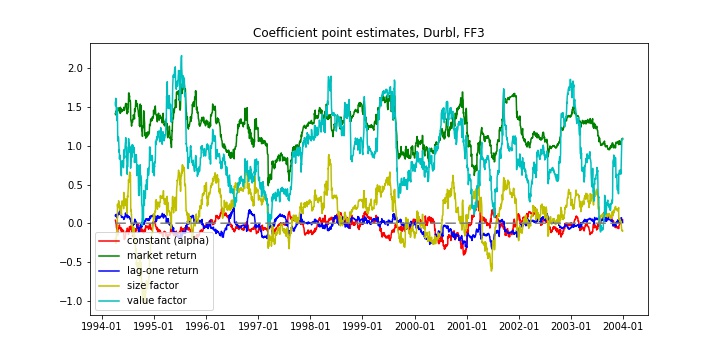 Coefficient point estimates, Durbl, FF3
2.0
1.5
1.0
0.5
0.0
−0.5
−1.0
constant (alpha)
market return
lag-one return
size factor
value factor
1994-01 1995-01 1996-01 1997-01 1998-01 1999-01 2000-01 2001-01 2002-01 2003-01 2004-01